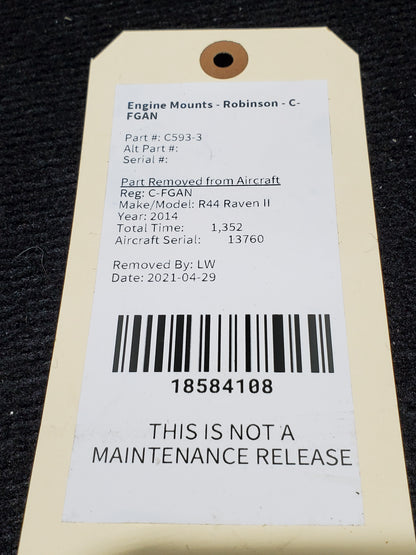 Engine Mounts - Robinson - C-
FGAN
Part #: C593-3
Alt Part #:
Serial #:
Part Removed from Aircraft
Reg: C-FGAN
Make/Model: R44 Raven II
Year: 2014
Total Time: 1,352
Aircraft Serial: 13760
Removed By: LW
Date: 2021-04-29
18584108
THIS IS NOT A
MAINTENANCE RELEASE